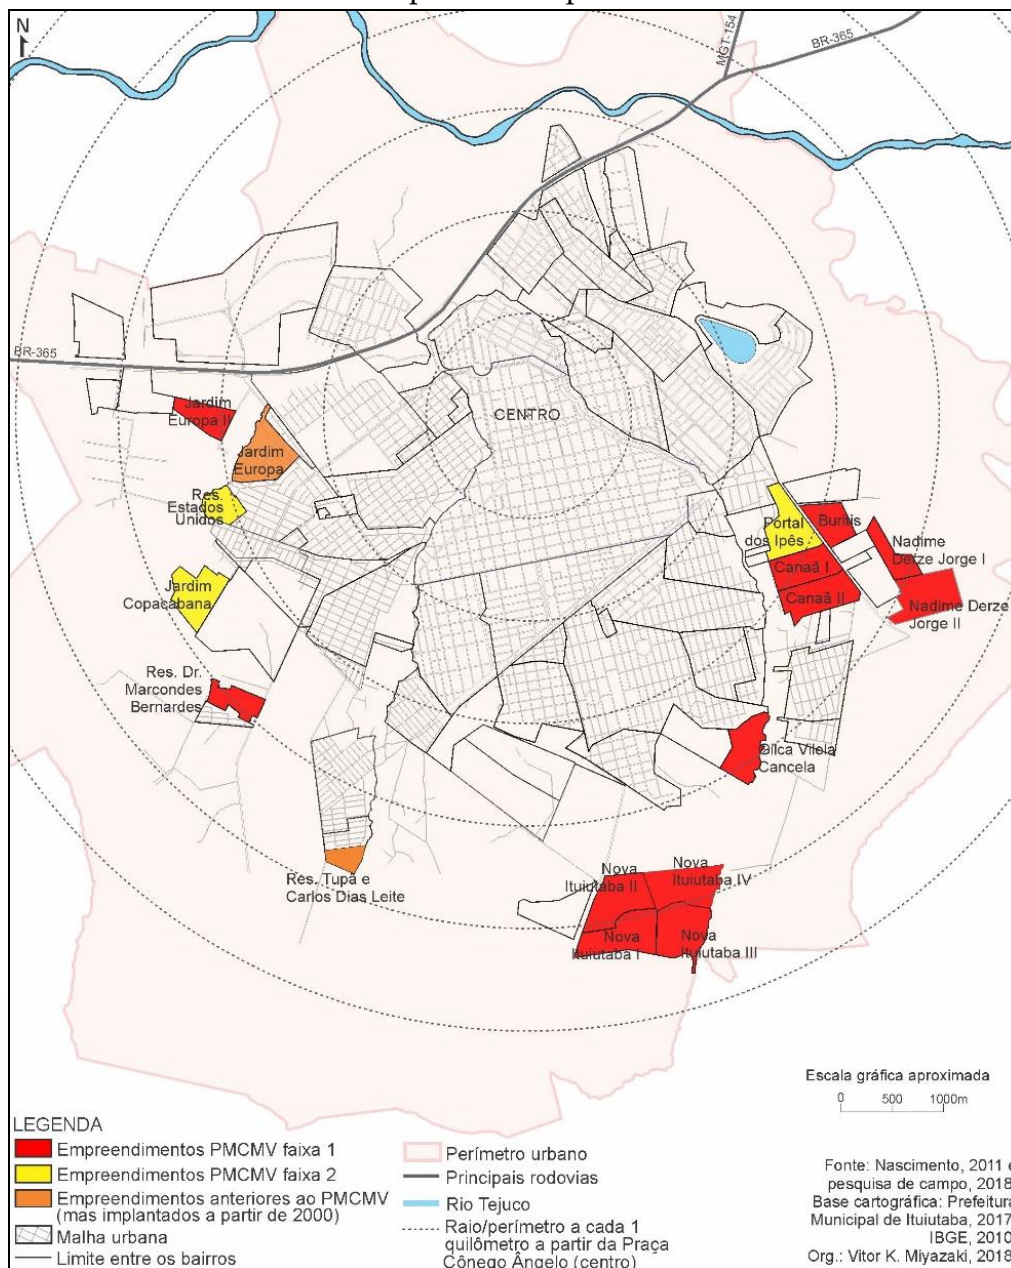 N
MGT-154
BR-365
BR-365
CENTRO
Jardim
Europa II
Jardim
Europa
Res.
Estados
Unidos
Portal
dos Ipês
Buritis
Nadime
Derze Jorge I
Canaã I
Canaã II
Nadime Derze
Jorge II
Jardim
Copacabana
Res. Dr.
Marcondes
Bernardes
Gilca Vilela
Cancela
Res. Tupã e
Carlos Dias Leite
Nova
Ituiutaba II
Nova
Ituiutaba IV
Nova
Ituiutaba I
Nova
Ituiutaba III
Escala gráfica aproximada
0 500 1000m
LEGENDA
Empreendimentos PMCMV faixa 1
Empreendimentos PMCMV faixa 2
Empreendimentos anteriores ao PMCMV
(mas implantados a partir de 2000)
Malha urbana
Limite entre os bairros
Perímetro urbano
Principais rodovias
Rio Tejuco
Raio/perímetro a cada 1
quilômetro a partir da Praça
Cônego Ângelo (centro)
Fonte: Nascimento, 2011 e
pesquisa de campo, 2018
Base cartográfica: Prefeitura
Municipal de Ituiutaba, 2017
IBGE, 2010
Org.: Vitor K. Miyazaki, 2018